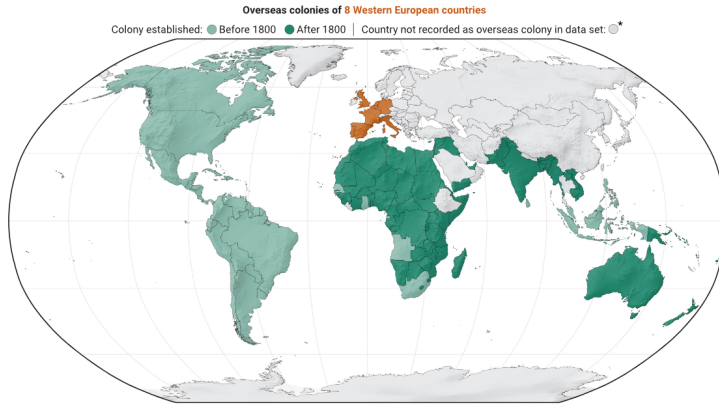 Overseas colonies of 8 Western European countries
Colony established: Before 1800 After 1800 | Country not recorded as overseas colony in data set: *